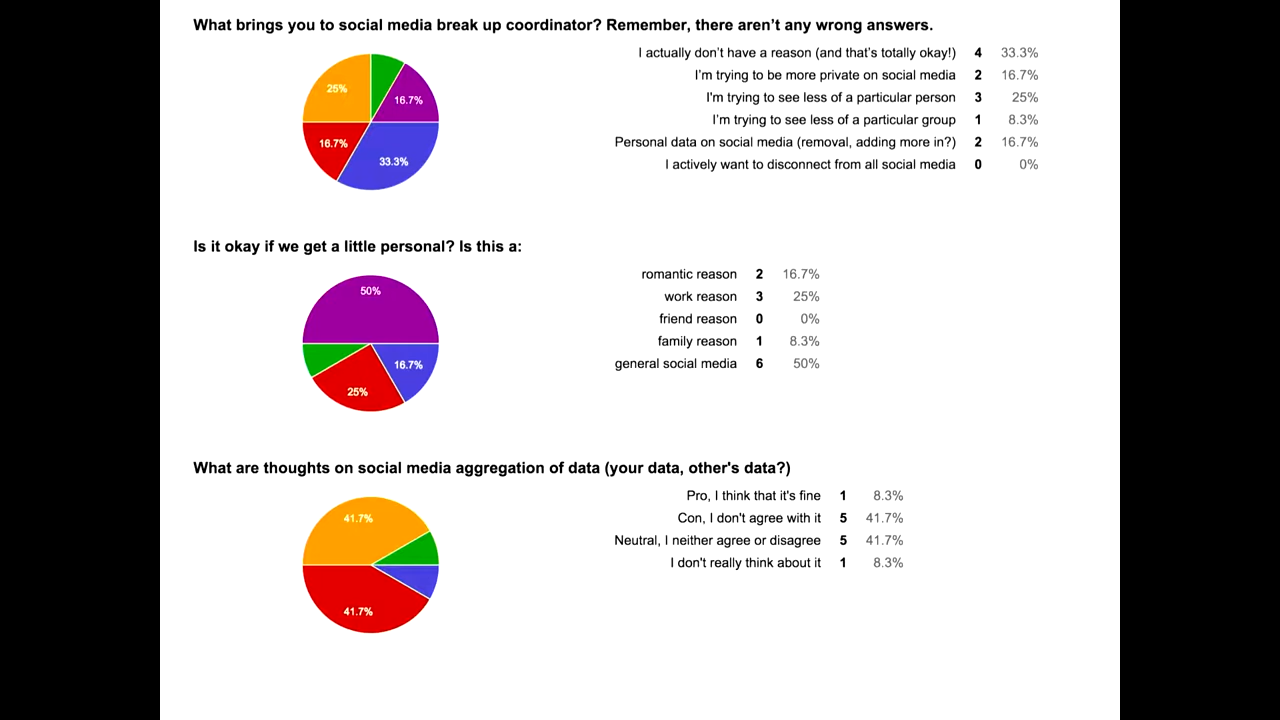 What brings you to social media break up coordinator? Remember, there aren’t any wrong answers.
25%
16.7%
16.7%
33.3%
I actually don’t have a reason (and that’s totally okay!) 4 33.3%
I’m trying to be more private on social media 2 16.7%
I'm trying to see less of a particular person 3 25%
I’m trying to see less of a particular group 1 8.3%
Personal data on social media (removal, adding more in?) 2 16.7%
I actively want to disconnect from all social media 0 0%
Is it okay if we get a little personal? Is this a:
50%
16.7%
25%
romantic reason 2 16.7%
work reason 3 25%
friend reason 0 0%
family reason 1 8.3%
general social media 6 50%
What are thoughts on social media aggregation of data (your data, other's data?)
41.7%
41.7%
Pro, I think that it's fine 1 8.3%
Con, I don't agree with it 5 41.7%
Neutral, I neither agree or disagree 5 41.7%
I don't really think about it 1 8.3%